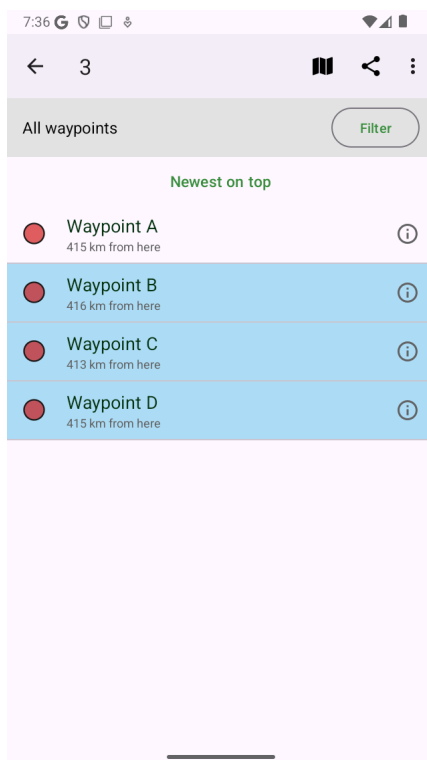 7:36
3
All waypoints
Filter
Newest on top
Waypoint A
415 km from here
Waypoint B
416 km from here
Waypoint C
413 km from here
Waypoint D
415 km from here